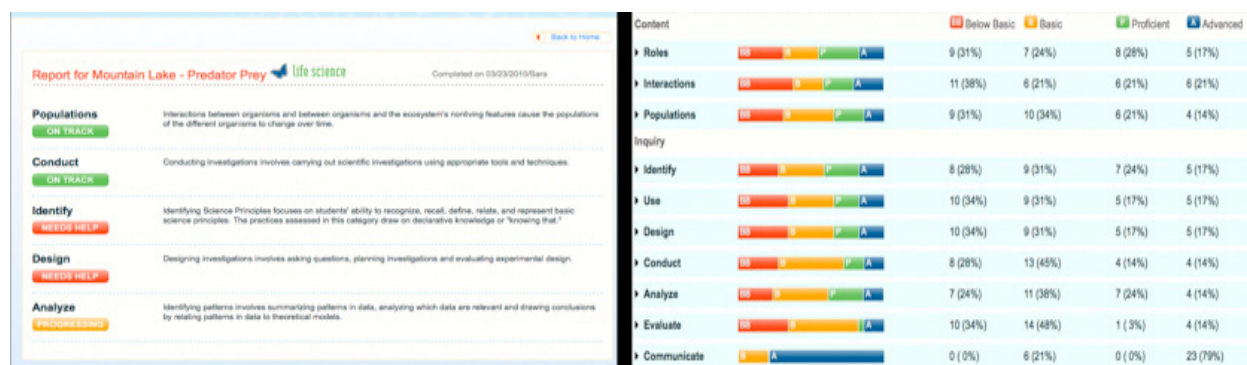 Back to Home
Report for Mountain Lake - Predator Prey life science Completed on 03/23/2010/Sara
Populations
ON TRACK
Interactions between organisms and between organisms and the ecosystem's nonliving features cause the populations
of the different organisms to change over time.
Conduct
ON TRACK
Conducting investigations involves carrying out scientific investigations using appropriate tools and techniques.
Identify
NEEDS HELP
Identifying Science Principles focuses on students' ability to recognize, recall, define, relate, and represent basic
science principles. The practices assessed in this category draw on declarative knowledge or "knowing that."
Design
NEEDS HELP
Designing investigations involves asking questions, planning investigations and evaluating experimental design.
Analyze
PROGRESSING
Identifying patterns involves summarizing patterns in data, analyzing which data are relevant and drawing conclusions
by relating patterns in data to theoretical models.
Content BB Below Basic B Basic P Proficient A Advanced
Roles BB B P A 9 (31%) 7 (24%) 8 (28%) 5 (17%)
Interactions BB B P A 11 (38%) 6 (21%) 6 (21%) 6 (21%)
Populations BB B P A 9 (31%) 10 (34%) 6 (21%) 4 (14%)
Inquiry
Identify BB B P A 8 (28%) 9 (31%) 7 (24%) 5 (17%)
Use BB B P A 10 (34%) 9 (31%) 5 (17%) 5 (17%)
Design BB B P A 10 (34%) 9 (31%) 5 (17%) 5 (17%)
Conduct BB B P A 8 (28%) 13 (45%) 4 (14%) 4 (14%)
Analyze BB B P A 7 (24%) 11 (38%) 7 (24%) 4 (14%)
Evaluate BB B A 10 (34%) 14 (48%) 1 ( 3%) 4 (14%)
Communicate B A 0 ( 0%) 6 (21%) 0 ( 0%) 23 (79%)